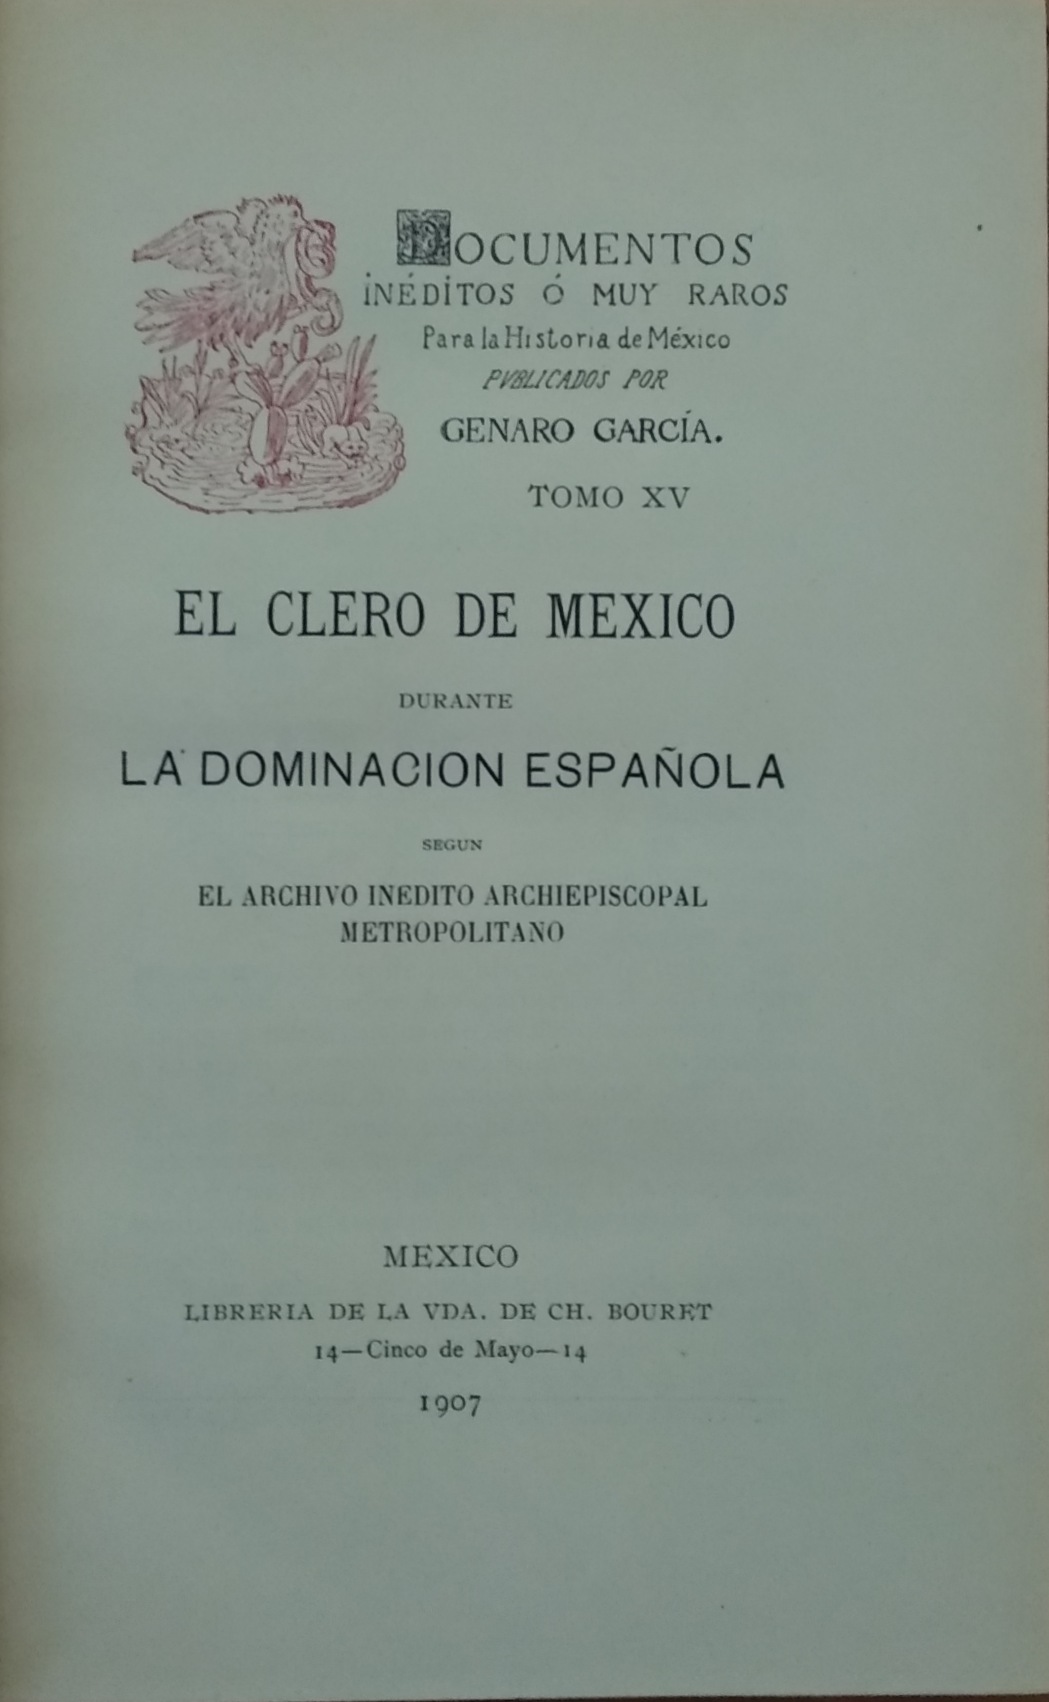 DOCUMENTOS
INÉDITOS Ó MUY RAROS
Para la Historia de México
PVBLICADOS POR
GENARO GARCÍA.
TOMO XV
EL CLERO DE MEXICO
DURANTE
LA DOMINACION ESPAÑOLA
SEGUN
EL ARCHIVO INEDITO ARCHIEPISCOPAL
METROPOLITANO
MEXICO
LIBRERIA DE LA VDA. DE CH. BOURET
14—Cinco de Mayo—14
1907